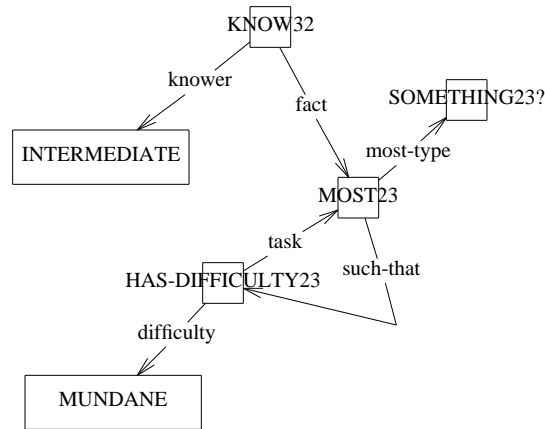 KNOW32
knower
fact
SOMETHING23?
INTERMEDIATE
most-type
MOST23
task
such-that
HAS-DIFFICULTY23
difficulty
MUNDANE